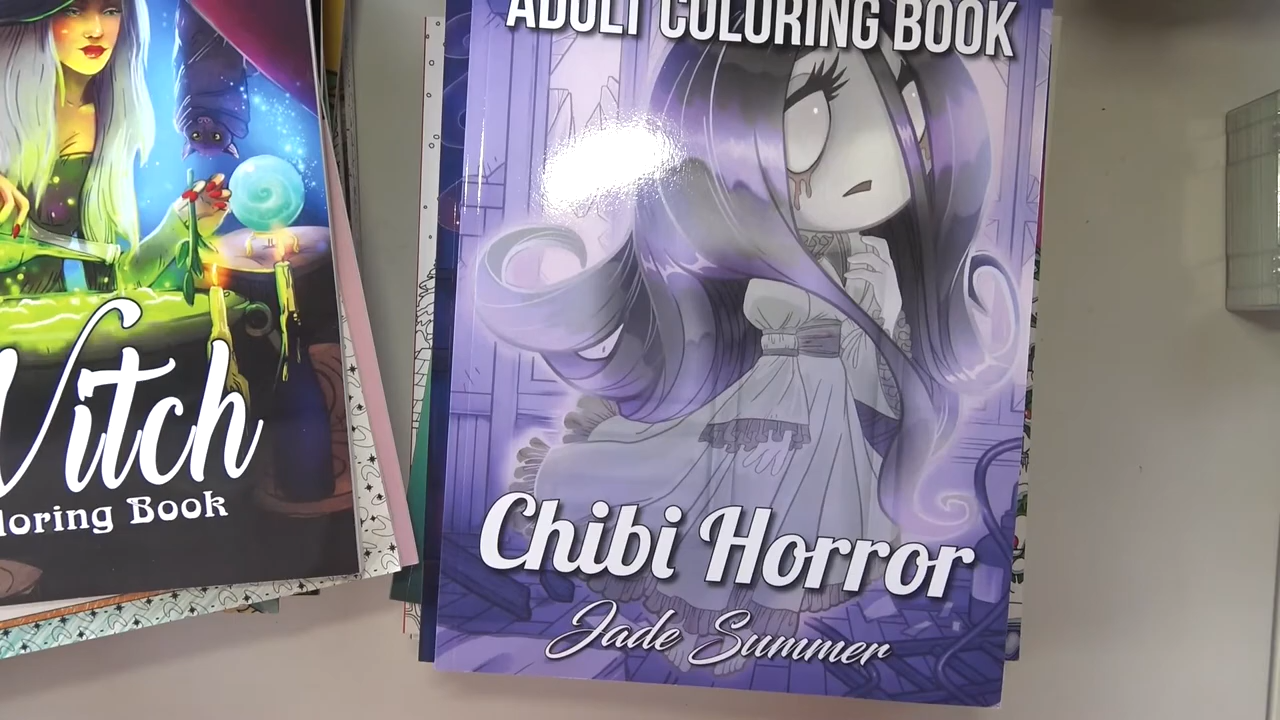 ADULT COLORING BOOK
Chibi Horror
Jade Summer
Witch
loring Book